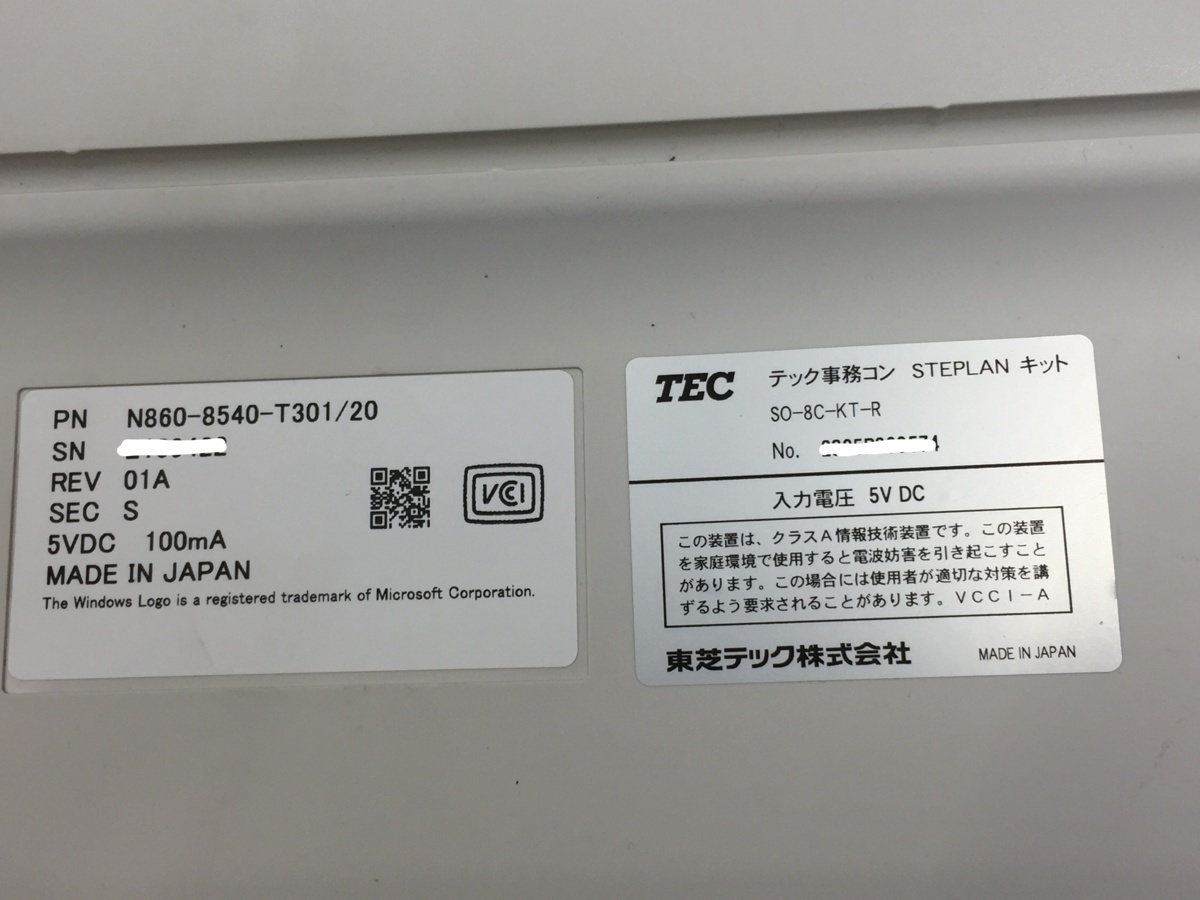 PN N860-8540-T301/20
SN
REV 01A
SEC S
5VDC 100mA
MADE IN JAPAN
The Windows Logo is a registered trademark of Microsoft Corporation.
VCCI
TEC テック事務コン STEPLAN キット
SO-8C-KT-R
No.
入力電圧 5V DC
この装置は、クラスA情報技術装置です。この装置
を家庭環境で使用すると電波妨害を引き起こすこと
があります。この場合には使用者が適切な対策を講
ずるよう要求されることがあります。VCCI-A
東芝テック株式会社 MADE IN JAPAN